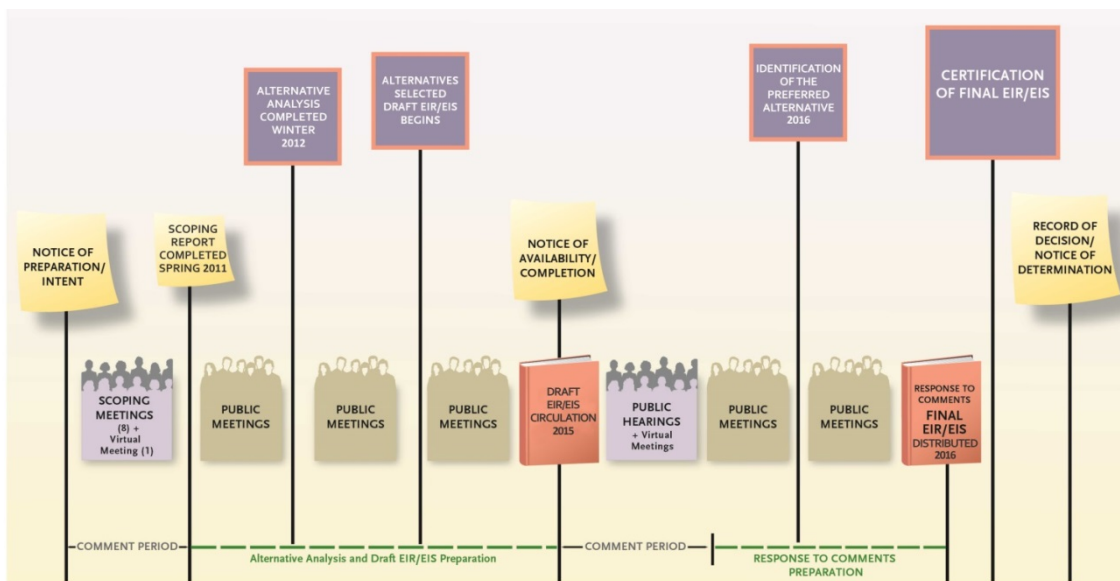 ALTERNATIVE
ANALYSIS
COMPLETED
WINTER
2012
ALTERNATIVES
SELECTED
DRAFT EIR/EIS
BEGINS
IDENTIFICATION
OF THE
PREFERRED
ALTERNATIVE
2016
CERTIFICATION
OF FINAL EIR/EIS
NOTICE OF
PREPARATION/
INTENT
SCOPING
REPORT
COMPLETED
SPRING 2011
NOTICE OF
AVAILABILITY/
COMPLETION
RECORD OF
DECISION/
NOTICE OF
DETERMINATION
SCOPING
MEETINGS
(8) +
Virtual
Meeting (1)
PUBLIC
MEETINGS
PUBLIC
MEETINGS
PUBLIC
MEETINGS
DRAFT
EIR/EIS
CIRCULATION
2015
PUBLIC
HEARINGS
+ Virtual
Meetings
PUBLIC
MEETINGS
PUBLIC
MEETINGS
RESPONSE TO
COMMENTS
FINAL
EIR/EIS
DISTRIBUTED
2016
COMMENT PERIOD
Alternative Analysis and Draft EIR/EIS Preparation
COMMENT PERIOD
RESPONSE TO COMMENTS
PREPARATION